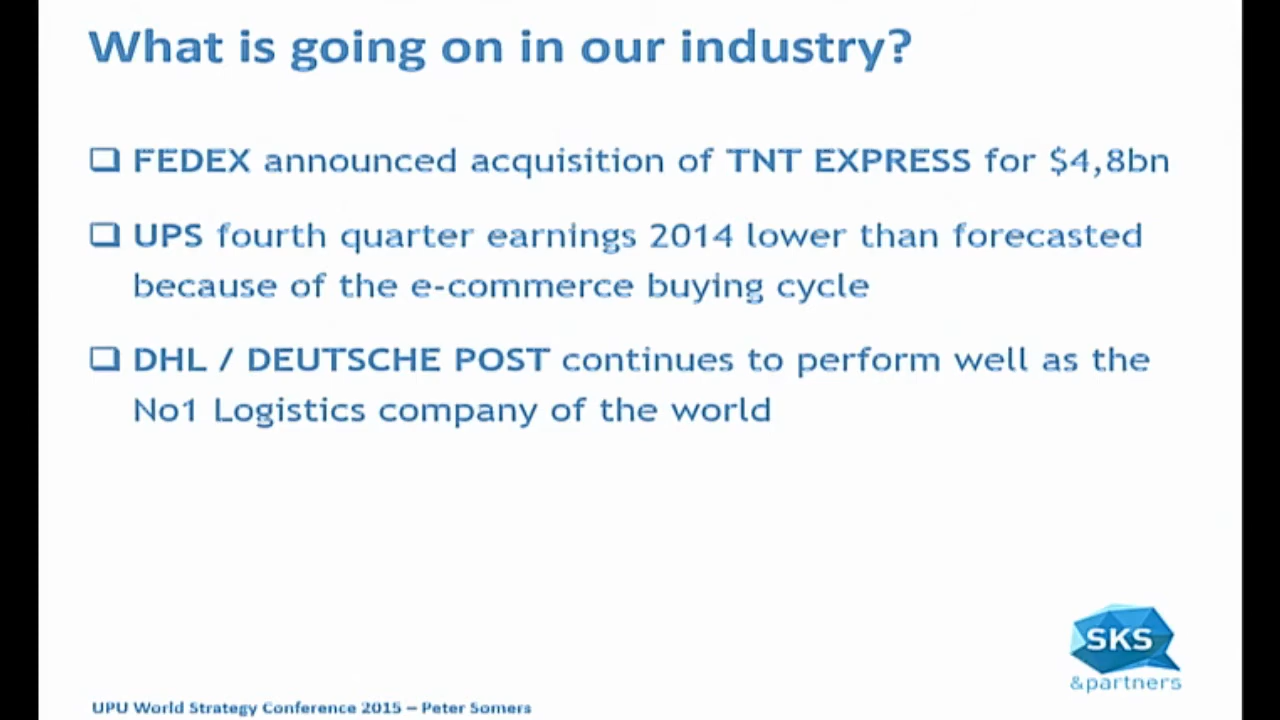 What is going on in our industry?
❑ FEDEX announced acquisition of TNT EXPRESS for $4,8bn
❑ UPS fourth quarter earnings 2014 lower than forecasted
because of the e-commerce buying cycle
❑ DHL / DEUTSCHE POST continues to perform well as the
No1 Logistics company of the world
SKS
&partners
UPU World Strategy Conference 2015 – Peter Somers